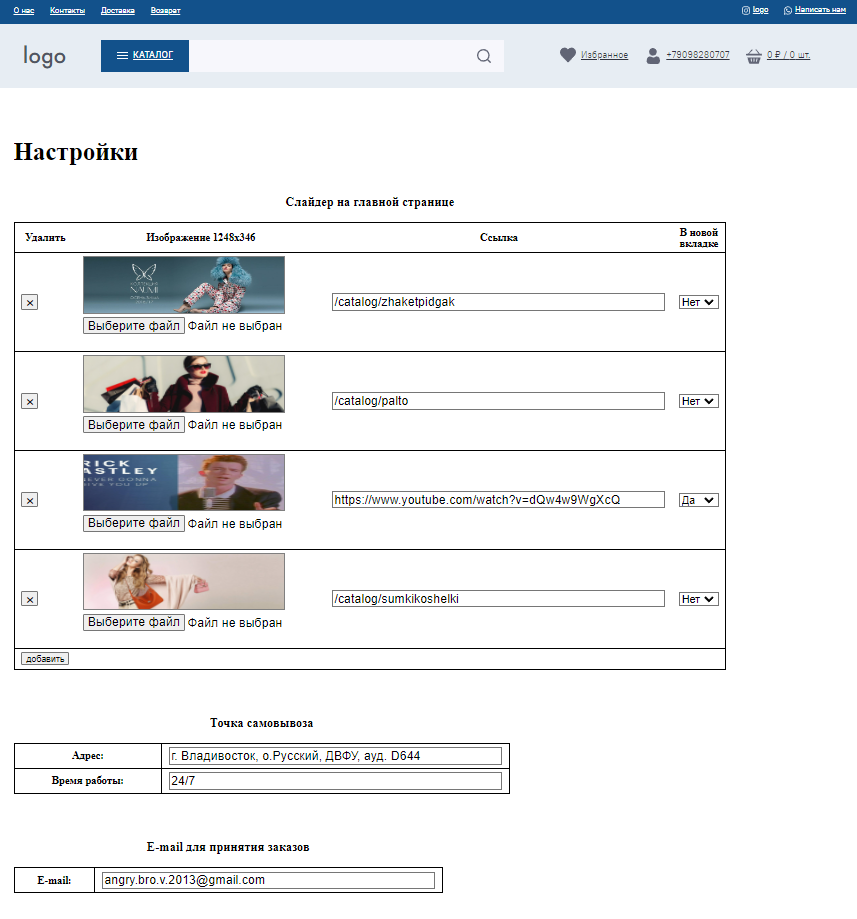 О нас Контакты Доставка Возврат logo Написать нам
logo КАТАЛОГ Избранное +79098280707 0 ₽ / 0 шт.
Настройки
Слайдер на главной странице
Удалить Изображение 1248x346 Ссылка В новой вкладке
КОЛЛЕКЦИЯ
NAUMI
× /catalog/zhaketpidgak Нет
Выберите файл Файл не выбран
× /catalog/palto Нет
Выберите файл Файл не выбран
RICK
ASTLEY
NEVER GONNA
GIVE YOU UP
× https://www.youtube.com/watch?v=dQw4w9WgXcQ Да
Выберите файл Файл не выбран
× /catalog/sumkikoshelki Нет
Выберите файл Файл не выбран
добавить
Точка самовывоза
Адрес: г. Владивосток, о.Русский, ДВФУ, ауд. D644
Время работы: 24/7
E-mail для принятия заказов
E-mail: angry.bro.v.2013@gmail.com